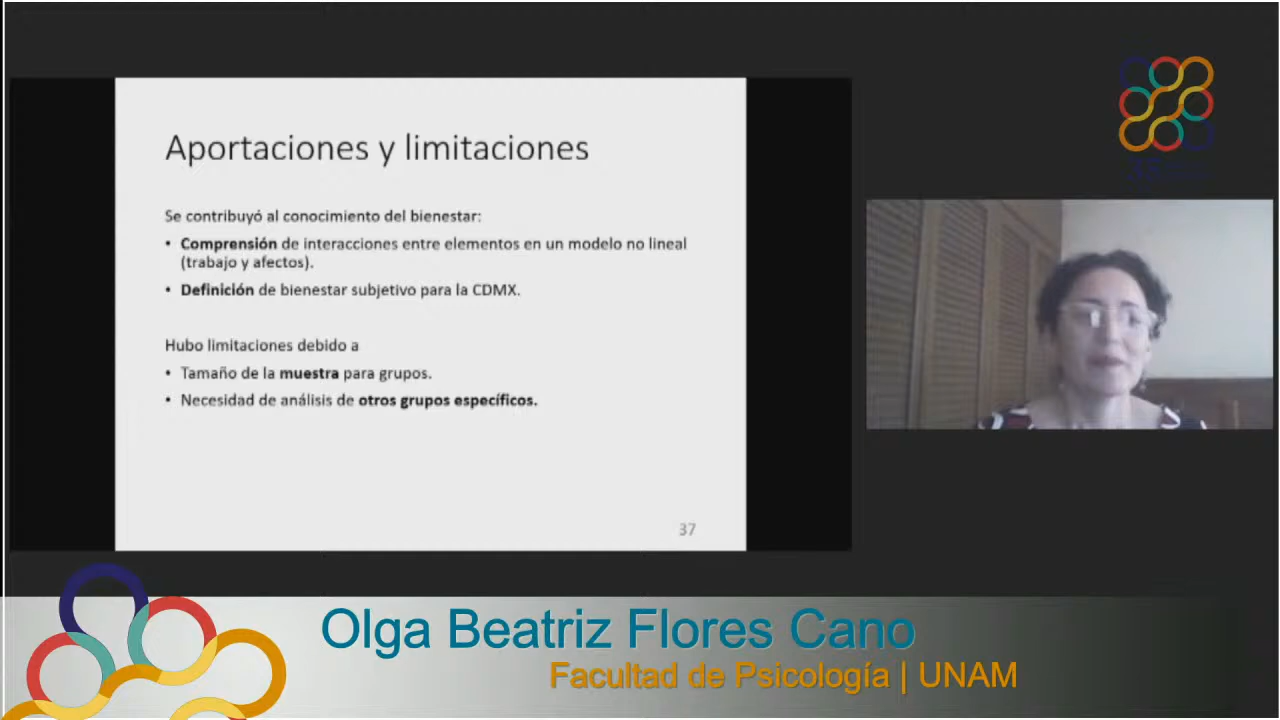 Aportaciones y limitaciones
Se contribuyó al conocimiento del bienestar:
• Comprensión de interacciones entre elementos en un modelo no lineal
(trabajo y afectos).
• Definición de bienestar subjetivo para la CDMX.
Hubo limitaciones debido a
• Tamaño de la muestra para grupos.
• Necesidad de análisis de otros grupos específicos.
37
Olga Beatriz Flores Cano
Facultad de Psicología | UNAM